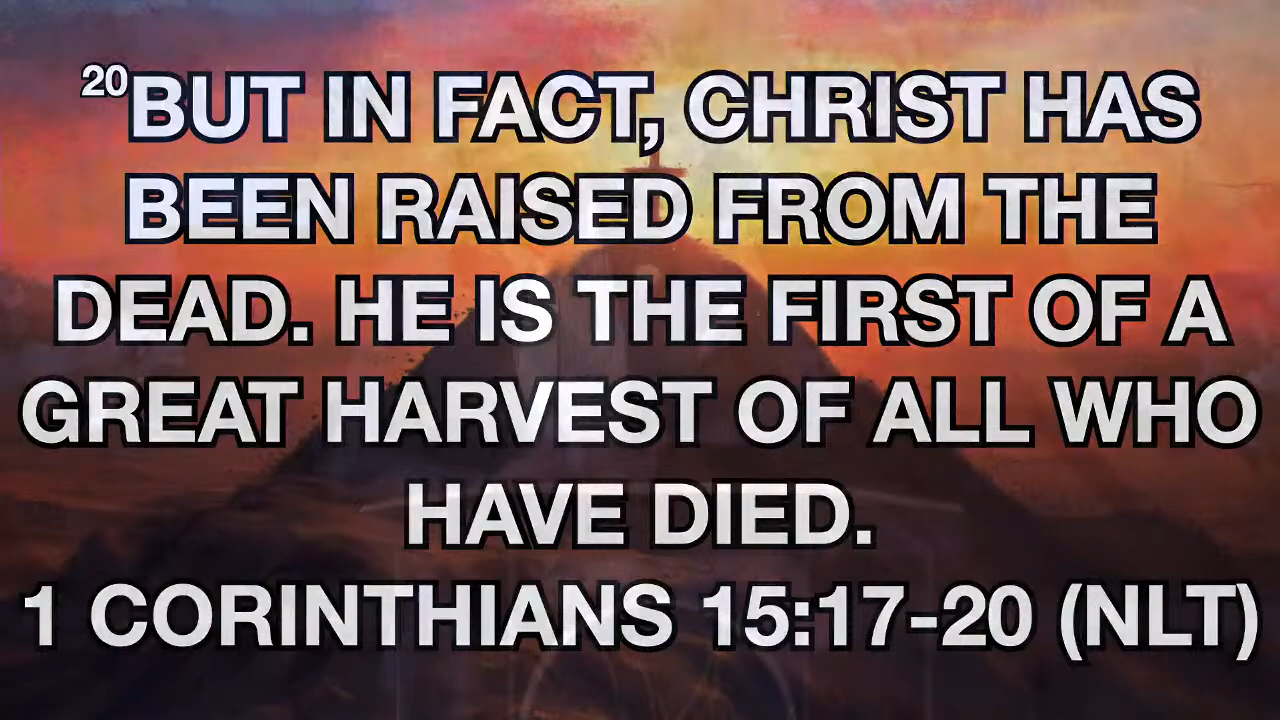 20BUT IN FACT, CHRIST HAS
BEEN RAISED FROM THE
DEAD. HE IS THE FIRST OF A
GREAT HARVEST OF ALL WHO
HAVE DIED.
1 CORINTHIANS 15:17-20 (NLT)